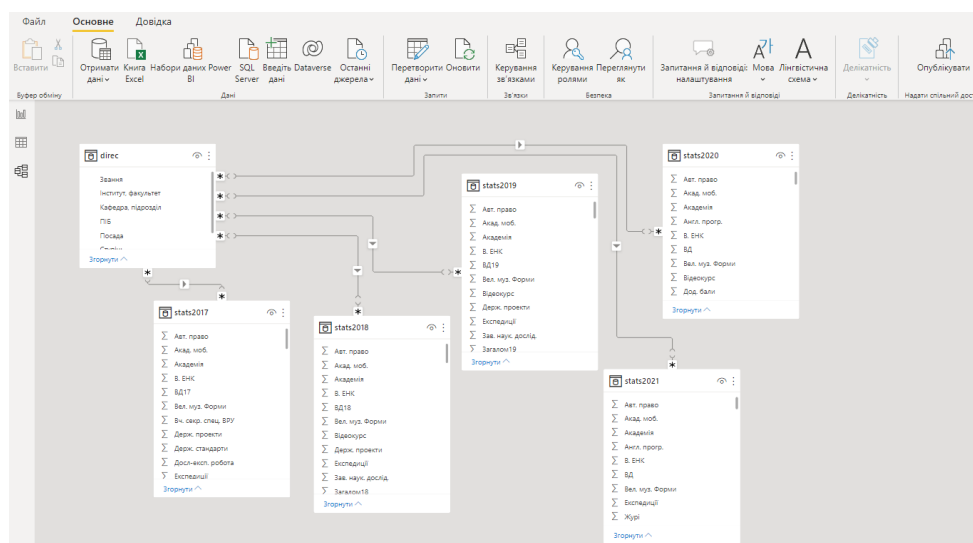 Файл Основне Довідка
Вставити
Отримати дані
Книга Excel
Набори даних Power BI
SQL Server
Введіть дані
Dataverse
Останні джерела
Перетворити дані
Оновити
Керування зв'язками
Керування ролями
Переглянути як
Запитання й відповіді: налаштування
Мова
Лінгвістична схема
Делікатність
Опублікувати
Буфер обміну
Дані
Запити
Зв'язки
Безпека
Запитання й відповіді
Делікатність
Надати спільний дост
direc
Звання
Інститут, факультет
Кафедра, підрозділ
ПІБ
Посада
Згорнути
stats2017
Авт. право
Акад. моб.
Академія
В. ЕНК
ВД17
Вел. муз. Форми
Вч. секр. спец. ВРУ
Держ. проекти
Держ. стандарти
Досл-експ. робота
Експедиції
Згорнути
stats2018
Авт. право
Акад. моб.
Академія
В. ЕНК
ВД18
Вел. муз. Форми
Відеокурс
Держ. проекти
Експедиції
Зав. наук. дослід.
Загалом18
Згорнути
stats2019
Авт. право
Акад. моб.
Академія
В. ЕНК
ВД19
Вел. муз. Форми
Відеокурс
Держ. проекти
Експедиції
Зав. наук. дослід.
Загалом19
Згорнути
stats2020
Авт. право
Акад. моб.
Академія
Англ. прогр.
В. ЕНК
ВД
Вел. муз. Форми
Відеокурс
Дод. бали
Згорнути
stats2021
Авт. право
Акад. моб.
Академія
Англ. прогр.
В. ЕНК
ВД
Вел. муз. Форми
Експедиції
Журі
Згорнути